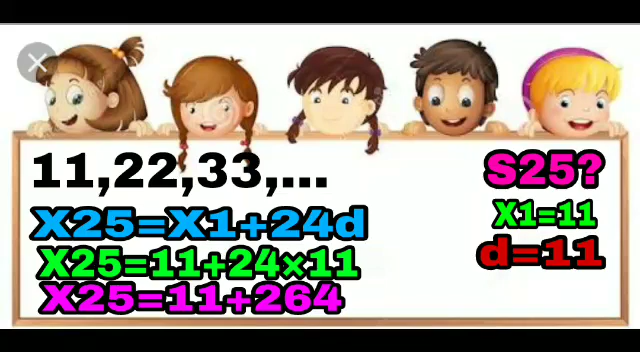 11,22,33,...
X25=X1+24d
X25=11+24×11
X25=11+264
S25?
X1=11
d=11